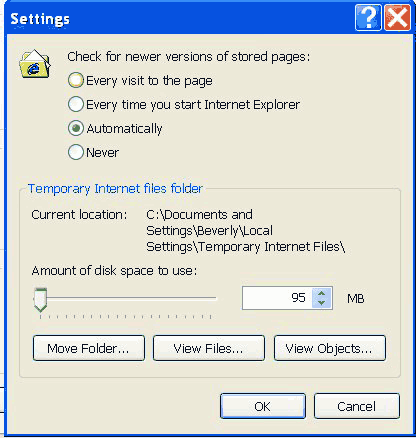 Settings
Check for newer versions of stored pages:
Every visit to the page
Every time you start Internet Explorer
Automatically
Never
Temporary Internet files folder
Current location: C:\Documents and
Settings\Beverly\Local
Settings\Temporary Internet Files\
Amount of disk space to use:
95 MB
Move Folder... View Files... View Objects...
OK Cancel